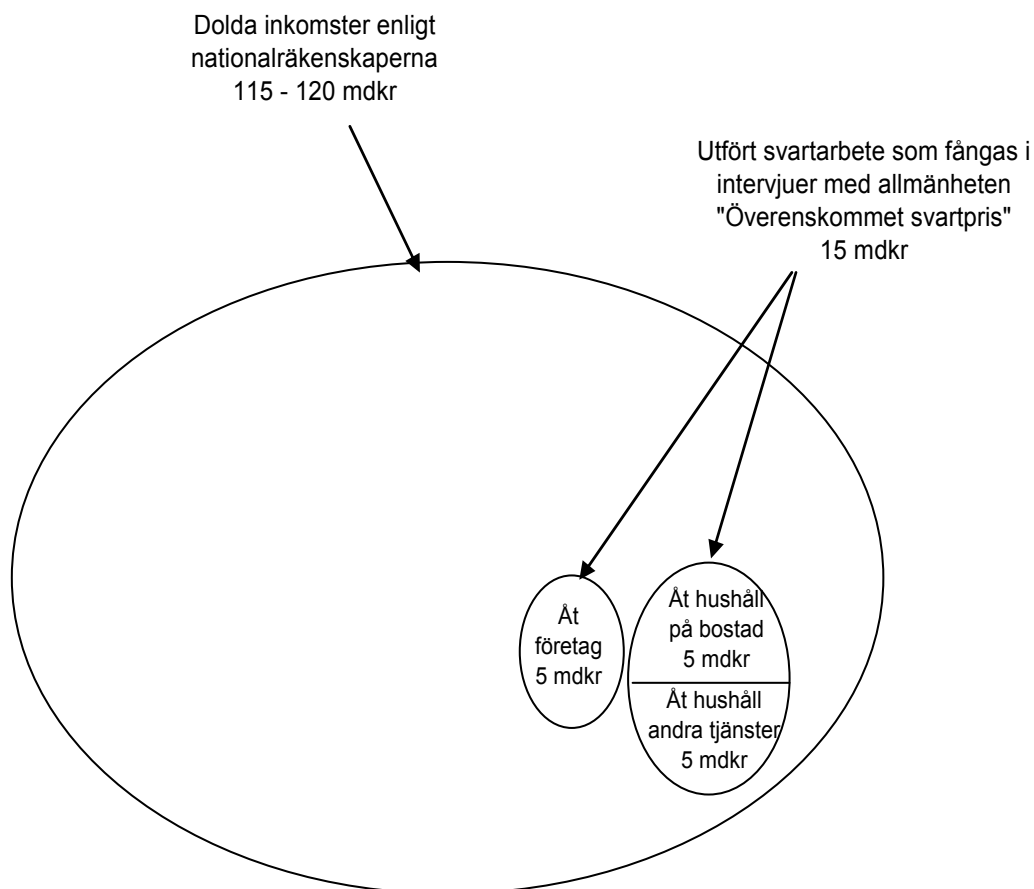 Dolda inkomster enligt
nationalräkenskaperna
115 - 120 mdkr
Utfört svartarbete som fångas i
intervjuer med allmänheten
"Överenskommet svartpris"
15 mdkr
Åt
företag
5 mdkr
Åt hushåll
på bostad
5 mdkr
Åt hushåll
andra tjänster
5 mdkr